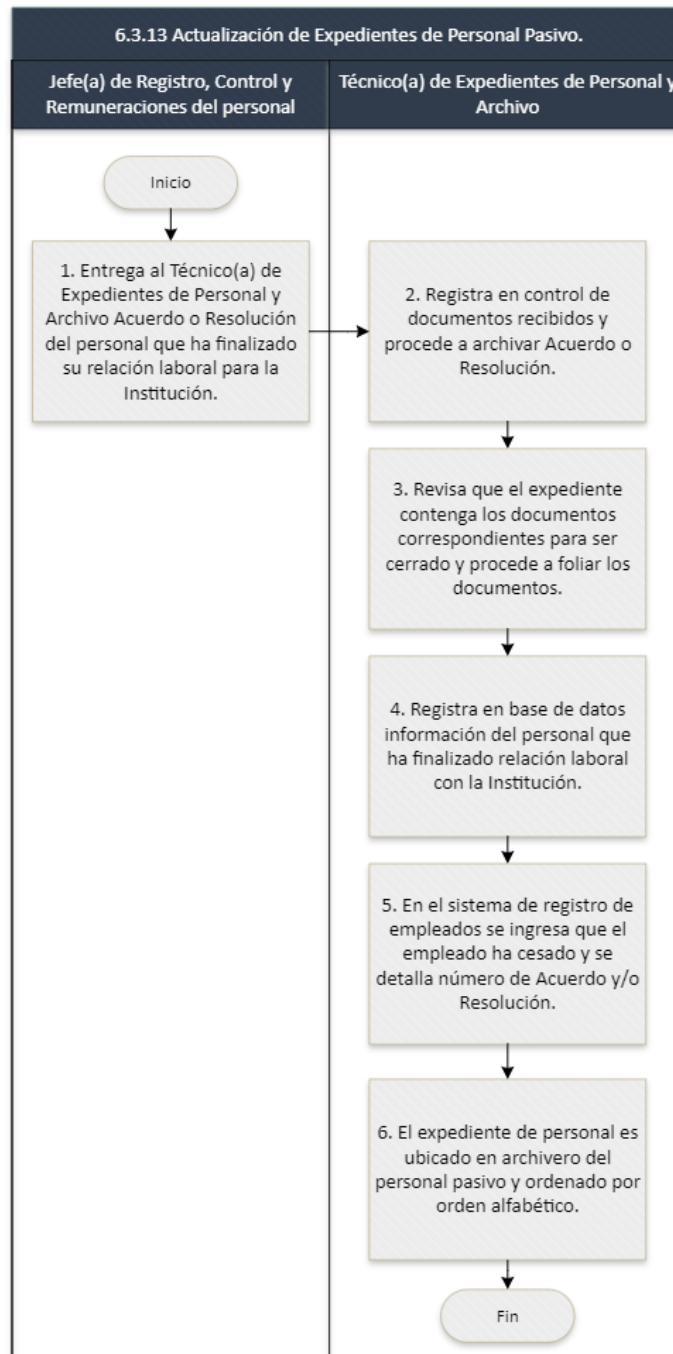 6.3.13 Actualización de Expedientes de Personal Pasivo.
Jefe(a) de Registro, Control y
Remuneraciones del personal
Técnico(a) de Expedientes de Personal y
Archivo
Inicio
1. Entrega al Técnico(a) de
Expedientes de Personal y
Archivo Acuerdo o Resolución
del personal que ha finalizado
su relación laboral para la
Institución.
2. Registra en control de
documentos recibidos y
procede a archivar Acuerdo o
Resolución.
3. Revisa que el expediente
contenga los documentos
correspondientes para ser
cerrado y procede a foliar los
documentos.
4. Registra en base de datos
información del personal que
ha finalizado relación laboral
con la Institución.
5. En el sistema de registro de
empleados se ingresa que el
empleado ha cesado y se
detalla número de Acuerdo y/o
Resolución.
6. El expediente de personal es
ubicado en archivero del
personal pasivo y ordenado por
orden alfabético.
Fin